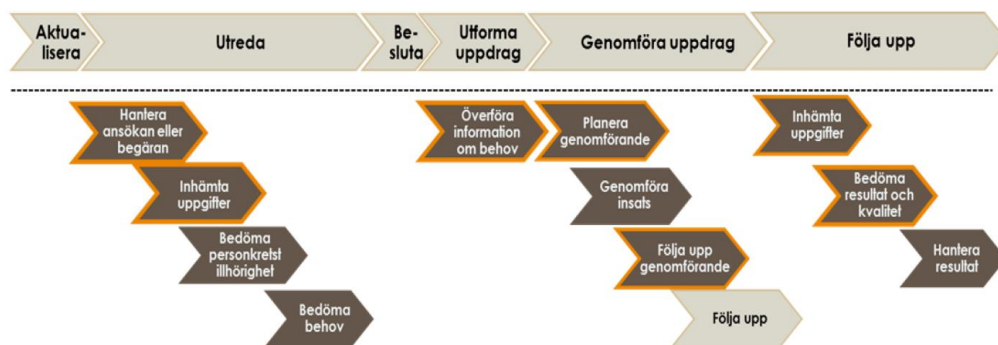 Aktua-
lisera
Utreda
Be-
sluta
Utforma
uppdrag
Genomföra uppdrag
Följa upp
Hantera
ansökan eller
begäran
Inhämta
uppgifter
Bedöma
personkretst
illhörighet
Bedöma
behov
Överföra
information
om behov
Planera
genomförande
Genomföra
insats
Följa upp
genomförande
Följa upp
Inhämta
uppgifter
Bedöma
resultat och
kvalitet
Hantera
resultat